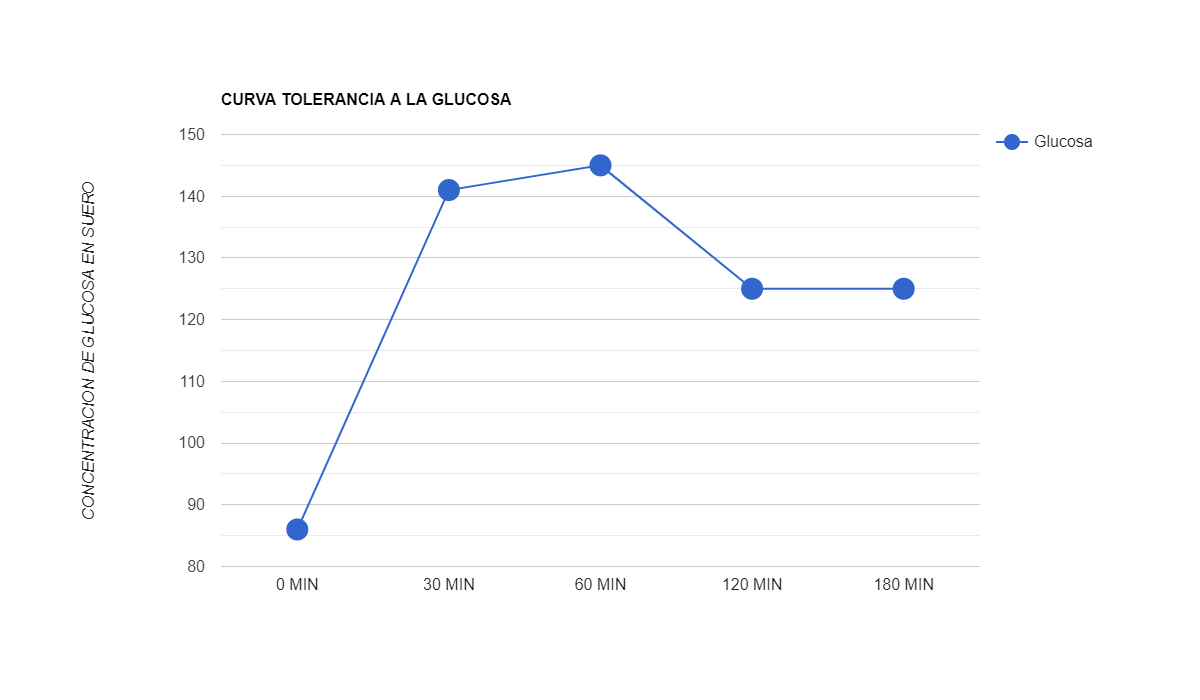 CURVA TOLERANCIA A LA GLUCOSA
Glucosa
CONCENTRACION DE GLUCOSA EN SUERO
150
140
130
120
110
100
90
80
0 MIN
30 MIN
60 MIN
120 MIN
180 MIN